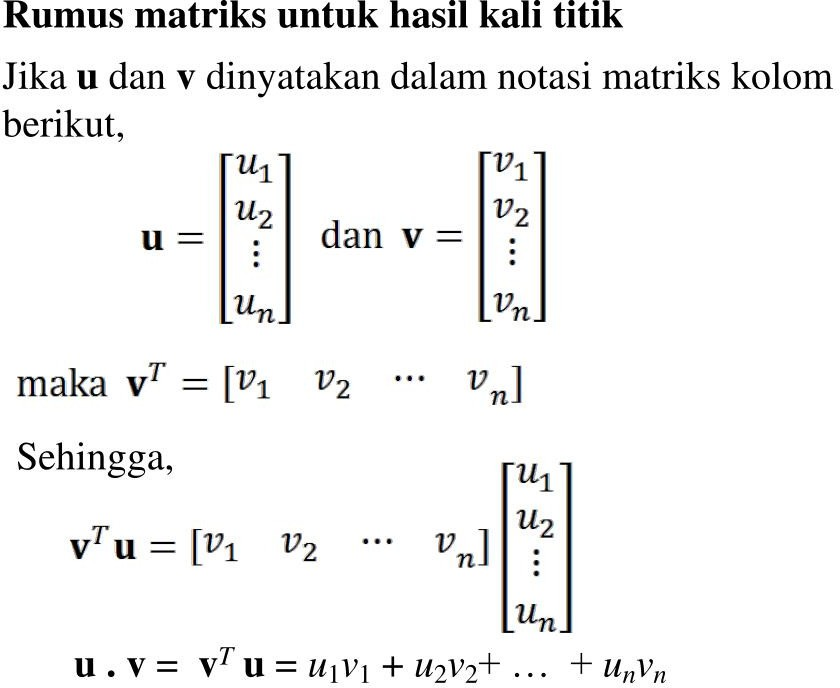 Rumus matriks untuk hasil kali titik
Jika u dan v dinyatakan dalam notasi matriks kolom
berikut,
u = [u₁ u₂ ⋮ uₙ] dan v = [v₁ v₂ ⋮ vₙ]
maka vᵀ = [v₁ v₂ ⋯ vₙ]
Sehingga,
vᵀ u = [v₁ v₂ ⋯ vₙ] [u₁ u₂ ⋮ uₙ]
u . v = vᵀ u = u₁v₁ + u₂v₂+ … + uₙvₙ